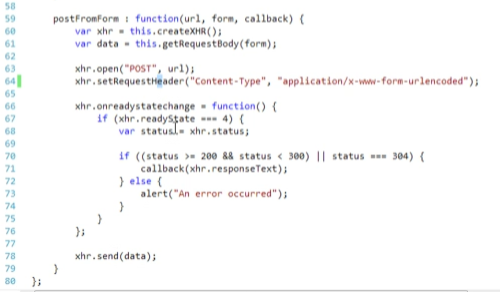 58
59 postFromForm : function(url, form, callback) {
60 var xhr = this.createXHR();
61 var data = this.getRequestBody(form);
62
63 xhr.open("POST", url);
64 xhr.setRequestHeader("Content-Type", "application/x-www-form-urlencoded");
65
66 xhr.onreadystatechange = function() {
67 if (xhr.readyState === 4) {
68 var status = xhr.status;
69
70 if ((status >= 200 && status < 300) || status === 304) {
71 callback(xhr.responseText);
72 } else {
73 alert("An error occurred");
74 }
75 }
76 };
77
78 xhr.send(data);
79 }
80 };